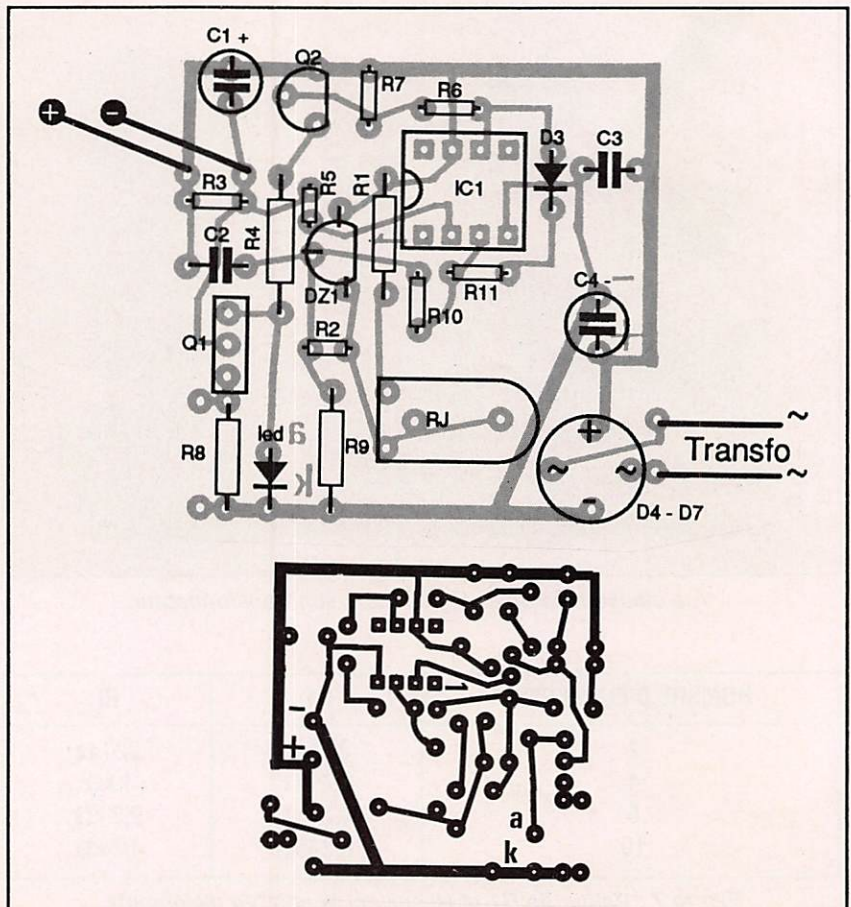 C1 +
Q2
R7
R6
+
-
D3
C3
R3
R5
R1
IC1
C2
R4
DZ1
C4 -
R11
R10
Q1
R2
led
a
k
R8
R9
RJ
+
~
~
-
Transfo
~
~
D4 - D7
1
-
+
a
k